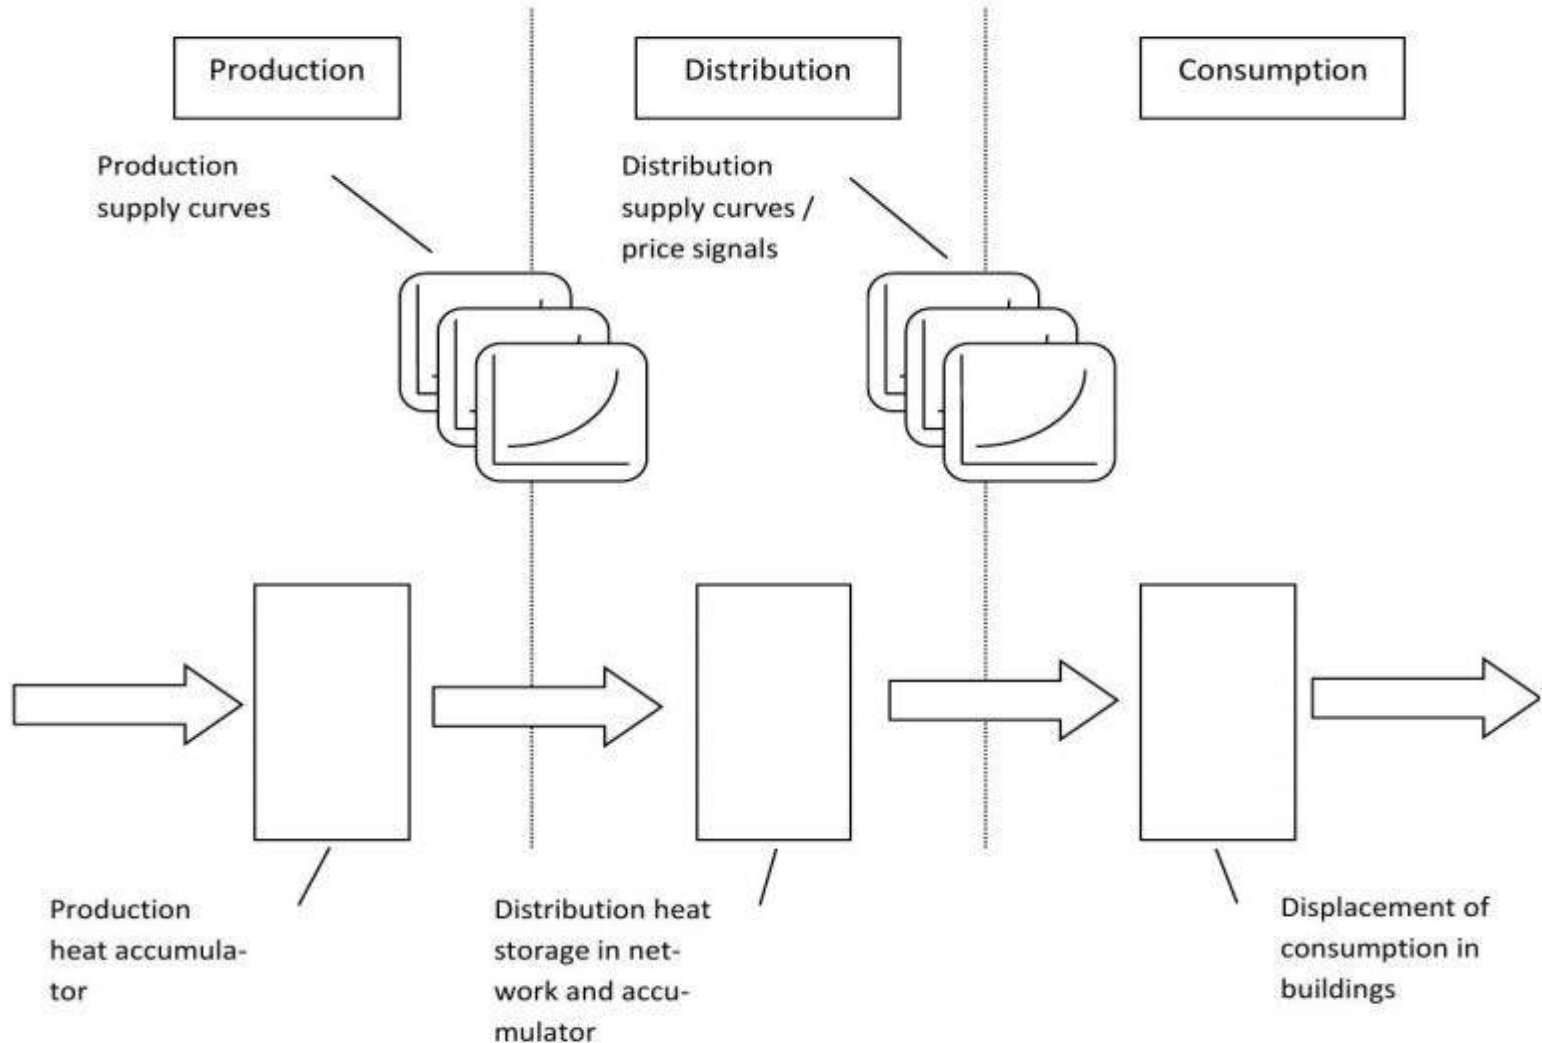 Production
Distribution
Consumption
Production
supply curves
Distribution
supply curves /
price signals
Production
heat accumula-
tor
Distribution heat
storage in net-
work and accu-
mulator
Displacement of
consumption in
buildings